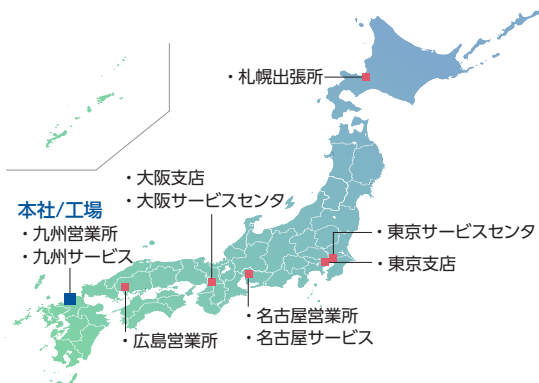 ・札幌出張所
・大阪支店
・大阪サービスセンタ
本社/工場
・九州営業所
・九州サービス
・東京サービスセンタ
・東京支店
・名古屋営業所
・名古屋サービス
・広島営業所